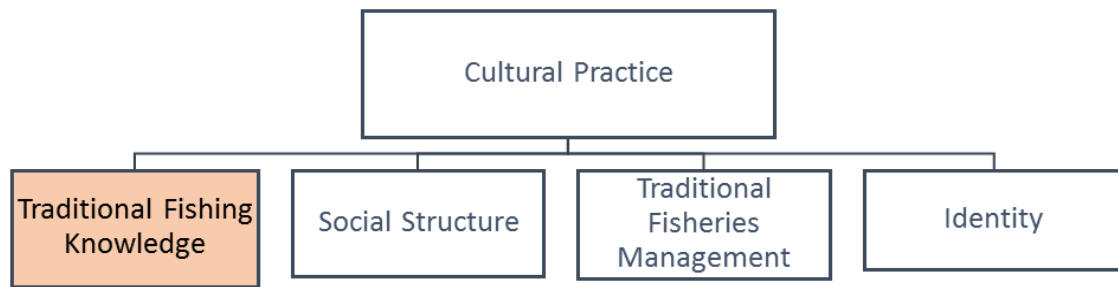 Cultural Practice
Traditional Fishing
Knowledge
Social Structure
Traditional
Fisheries
Management
Identity